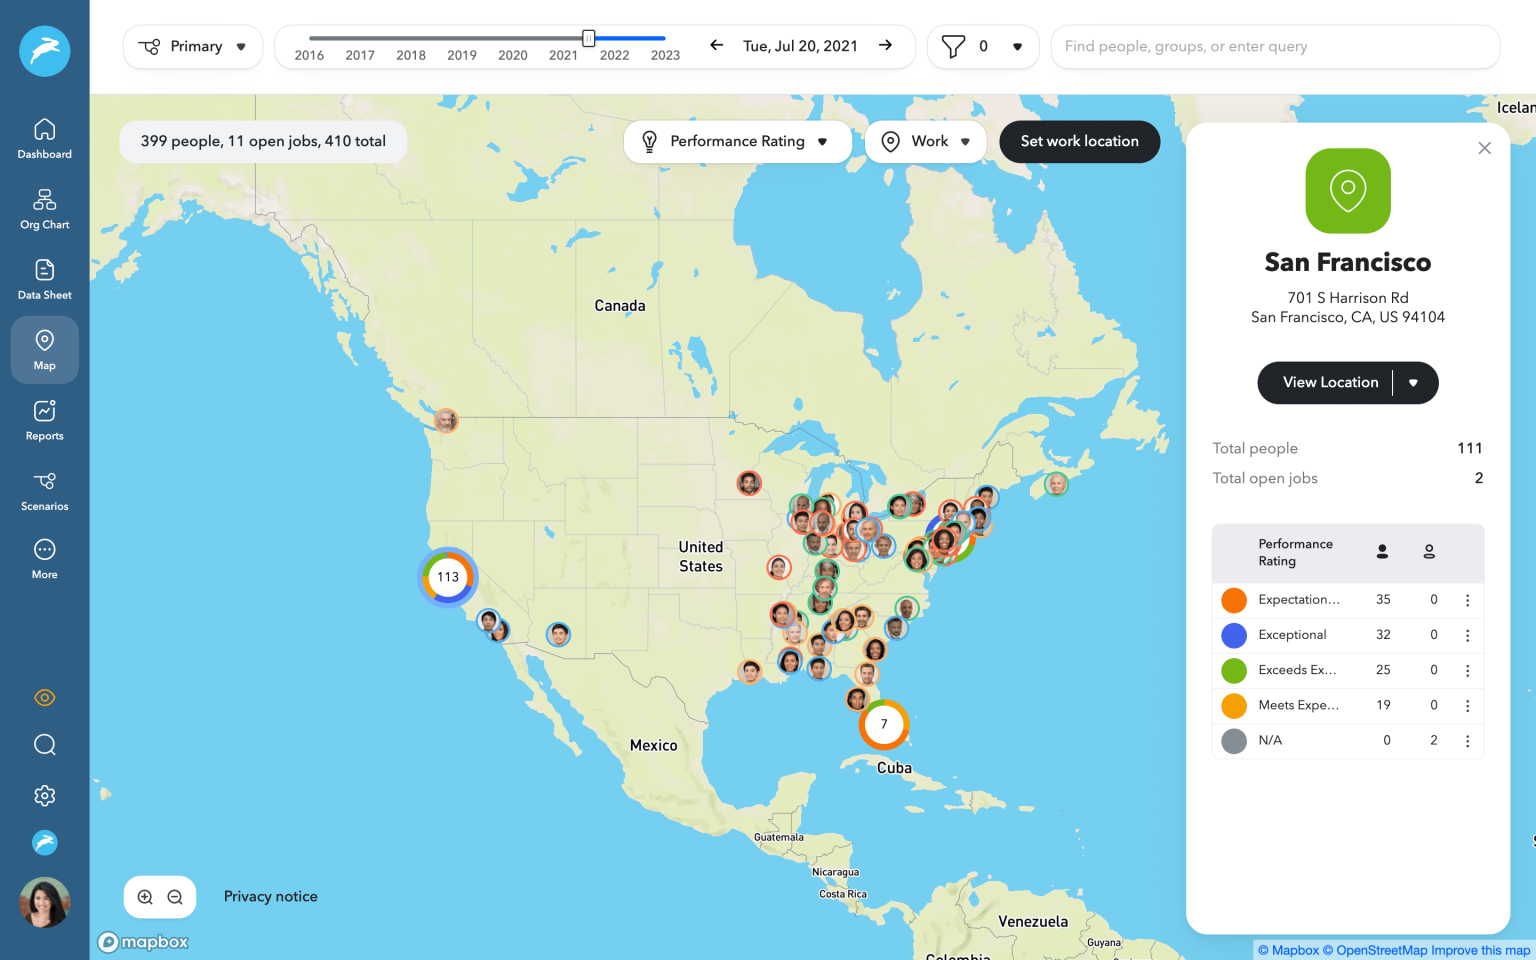 Primary
2016 2017 2018 2019 2020 2021 2022 2023
Tue, Jul 20, 2021
0
Find people, groups, or enter query
Dashboard
Org Chart
Data Sheet
Map
Reports
Scenarios
More
399 people, 11 open jobs, 410 total
Performance Rating
Work
Set work location
Canada
United
States
Mexico
Cuba
Guatemala
Nicaragua
Costa Rica
Venezuela
Guyana
113
7
Privacy notice
mapbox
San Francisco
701 S Harrison Rd
San Francisco, CA, US 94104
View Location
Total people 111
Total open jobs 2
Performance
Rating
Expectation... 35 0
Exceptional 32 0
Exceeds Ex... 25 0
Meets Expe... 19 0
N/A 0 2
© Mapbox © OpenStreetMap Improve this map